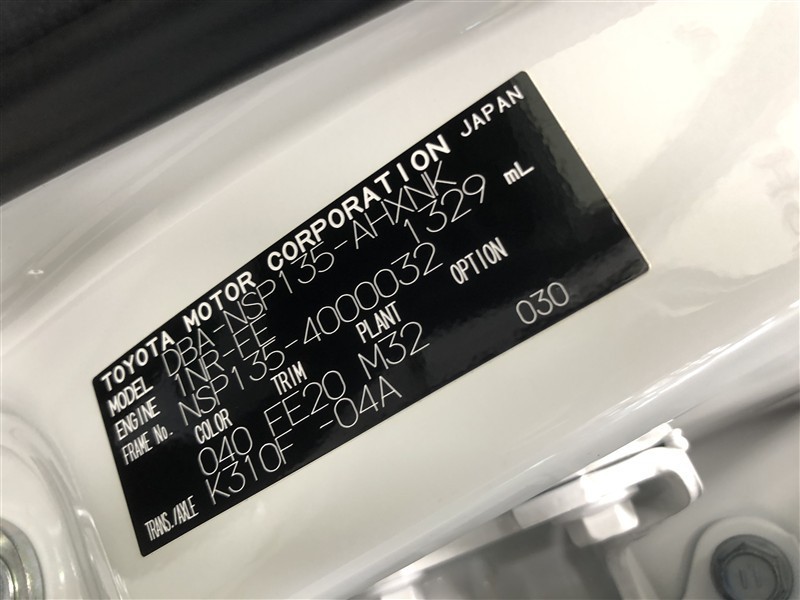 TOYOTA MOTOR CORPORATION JAPAN
MODEL DBA-NSP135-AHXNK
ENGINE 1NR-FE 1329 mL
FRAME No. NSP135-4000032
COLOR TRIM PLANT OPTION
040 FE20 M32 030
TRANS./AXLE K310F -04A